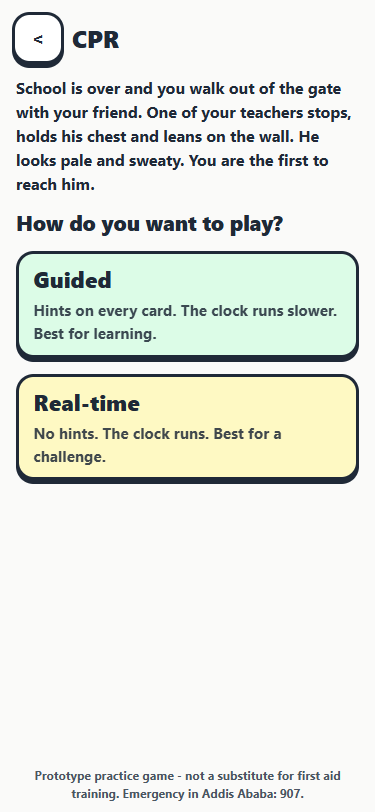 <
CPR
School is over and you walk out of the gate
with your friend. One of your teachers stops,
holds his chest and leans on the wall. He
looks pale and sweaty. You are the first to
reach him.
How do you want to play?
Guided
Hints on every card. The clock runs slower.
Best for learning.
Real-time
No hints. The clock runs. Best for a
challenge.
Prototype practice game - not a substitute for first aid
training. Emergency in Addis Ababa: 907.